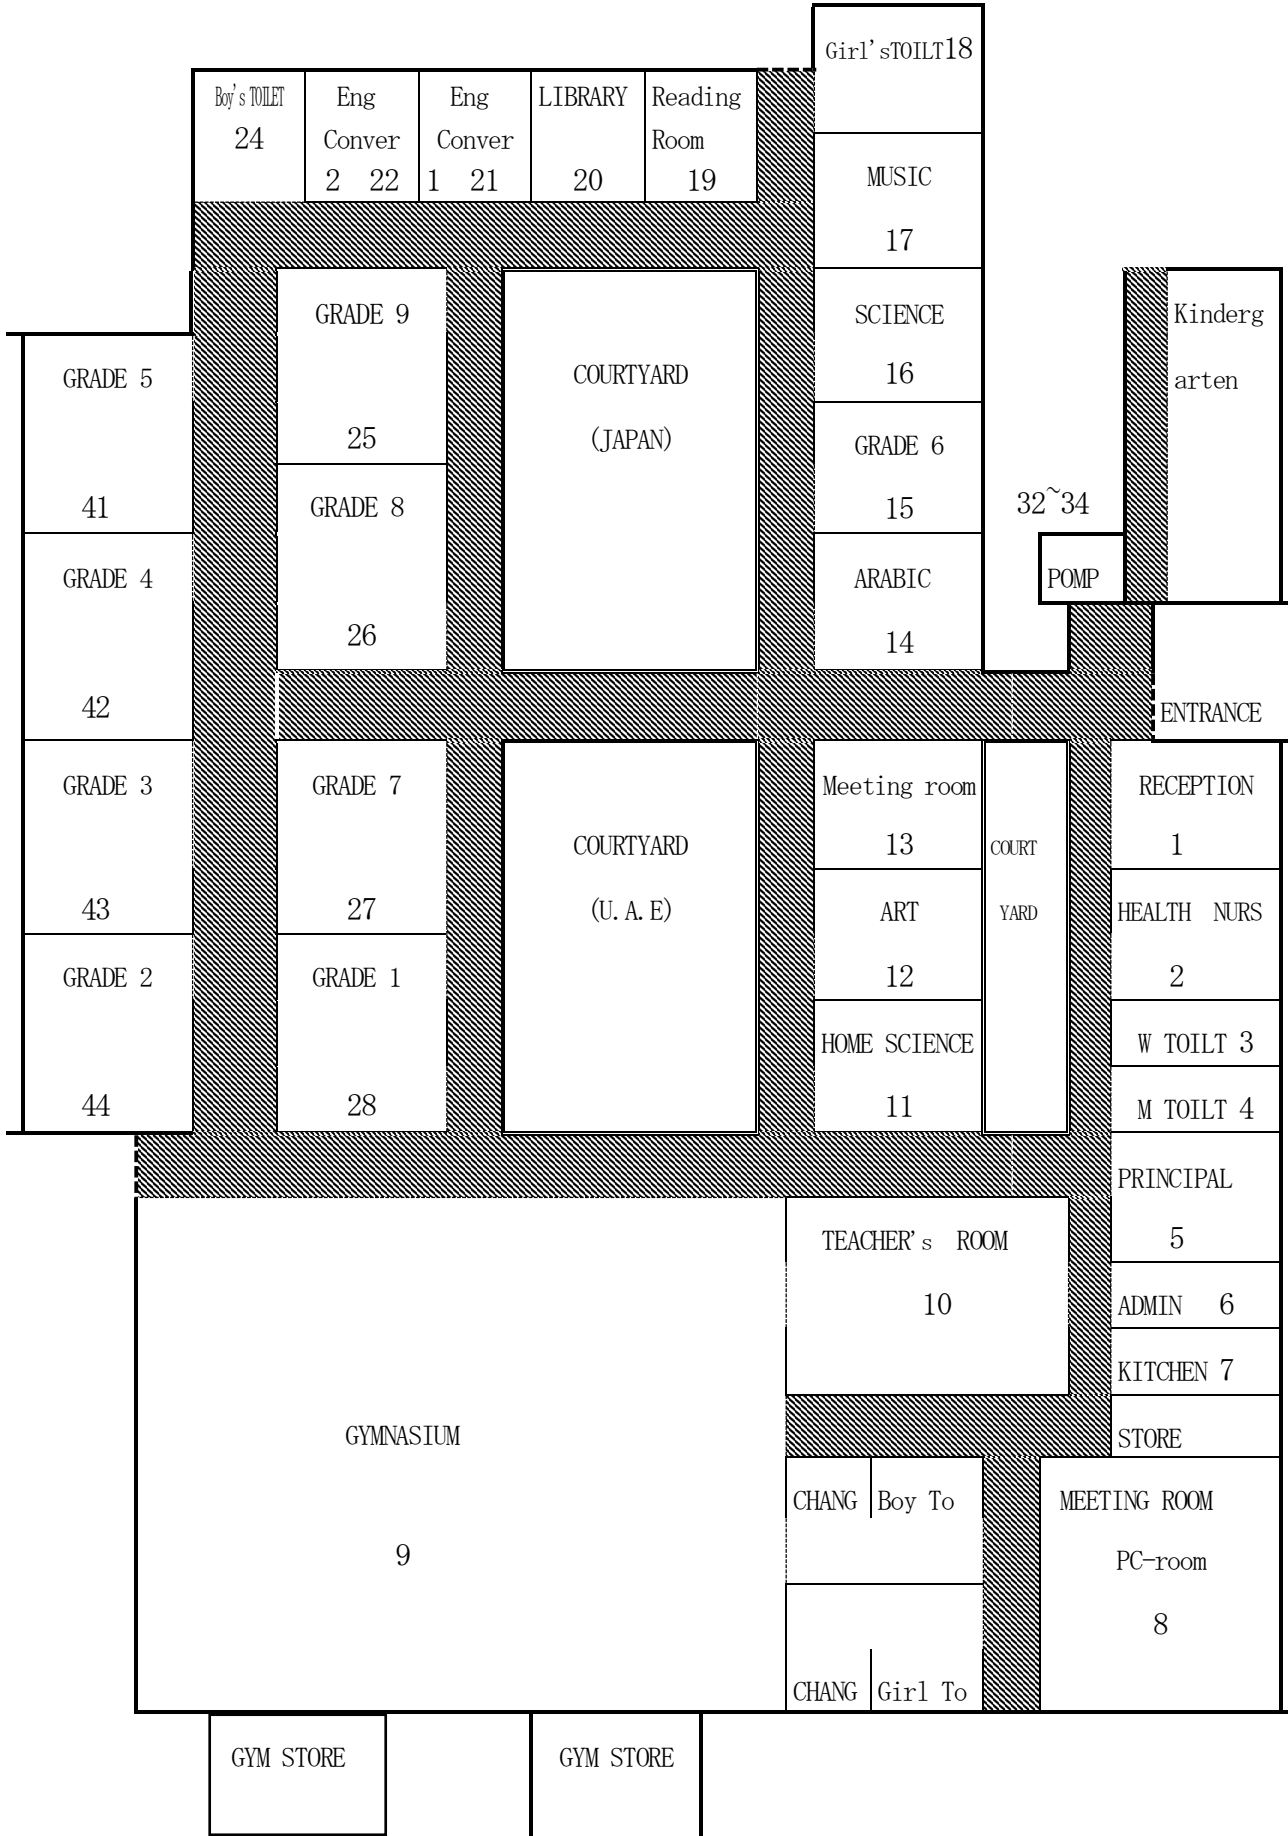 Girl'sTOILT18
Boy's TOILET
24
Eng
Conver
2 22
Eng
Conver
1 21
LIBRARY
20
Reading
Room
19
MUSIC
17
GRADE 9
25
COURTYARD
(JAPAN)
SCIENCE
16
Kinderg
arten
GRADE 5
41
GRADE 8
26
GRADE 6
15
32~34
GRADE 4
42
ARABIC
14
POMP
ENTRANCE
GRADE 3
43
GRADE 7
27
COURTYARD
(U.A.E)
Meeting room
13
COURT
YARD
RECEPTION
1
ART
12
HEALTH NURS
2
GRADE 2
44
GRADE 1
28
HOME SCIENCE
11
W TOILT 3
M TOILT 4
PRINCIPAL
5
TEACHER's ROOM
10
ADMIN 6
KITCHEN 7
STORE
GYMNASIUM
9
CHANG
Boy To
MEETING ROOM
PC-room
8
CHANG
Girl To
GYM STORE
GYM STORE